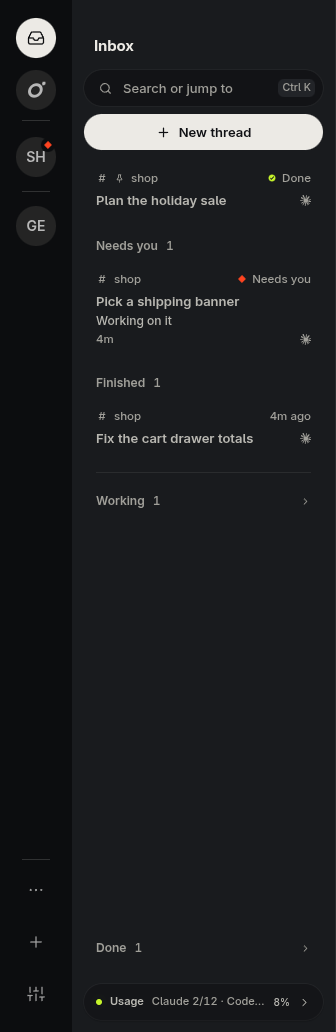 Inbox
Search or jump to Ctrl K
+ New thread
# shop Done
Plan the holiday sale
SH
GE
Needs you 1
# shop Needs you
Pick a shipping banner
Working on it
4m
Finished 1
# shop 4m ago
Fix the cart drawer totals
Working 1
Done 1
Usage Claude 2/12 · Code... 8%